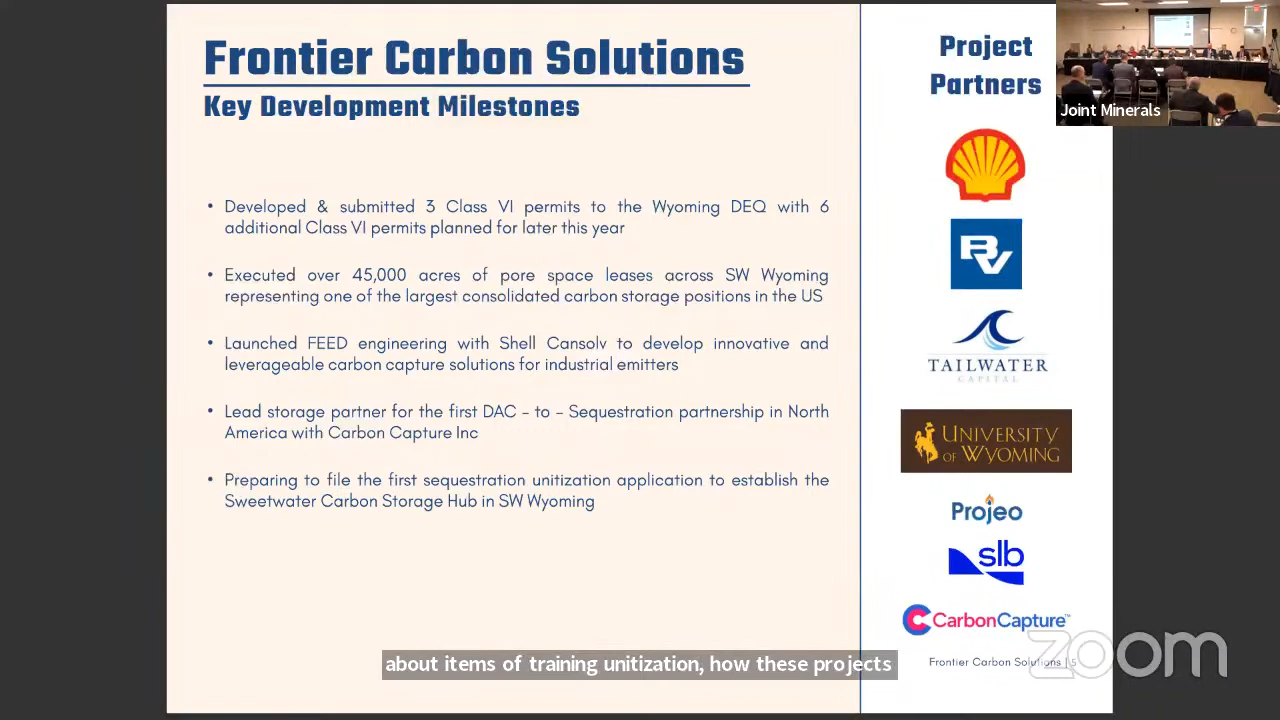 Frontier Carbon Solutions
Key Development Milestones
• Developed & submitted 3 Class VI permits to the Wyoming DEQ with 6
additional Class VI permits planned for later this year
• Executed over 45,000 acres of pore space leases across SW Wyoming
representing one of the largest consolidated carbon storage positions in the US
• Launched FEED engineering with Shell Cansolv to develop innovative and
leverageable carbon capture solutions for industrial emitters
• Lead storage partner for the first DAC – to – Sequestration partnership in North
America with Carbon Capture Inc
• Preparing to file the first sequestration unitization application to establish the
Sweetwater Carbon Storage Hub in SW Wyoming
Project
Partners
Joint Minerals
BV
TAILWATER
CAPITAL
UNIVERSITY
OF WYOMING
Projeo
slb
CarbonCapture™
Frontier Carbon Solutions | 5
zoom
about items of training unitization, how these projects